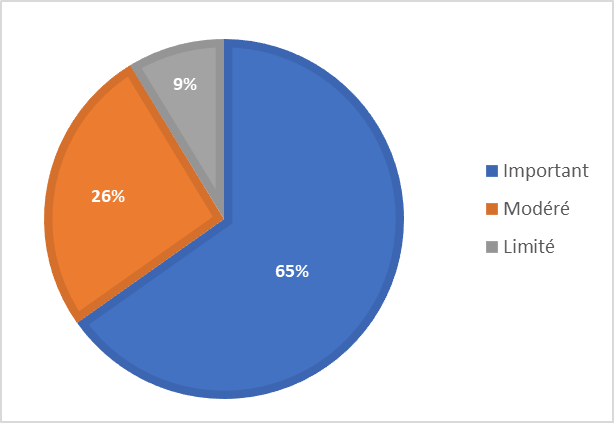 9%
26%
65%
Important
Modéré
Limité